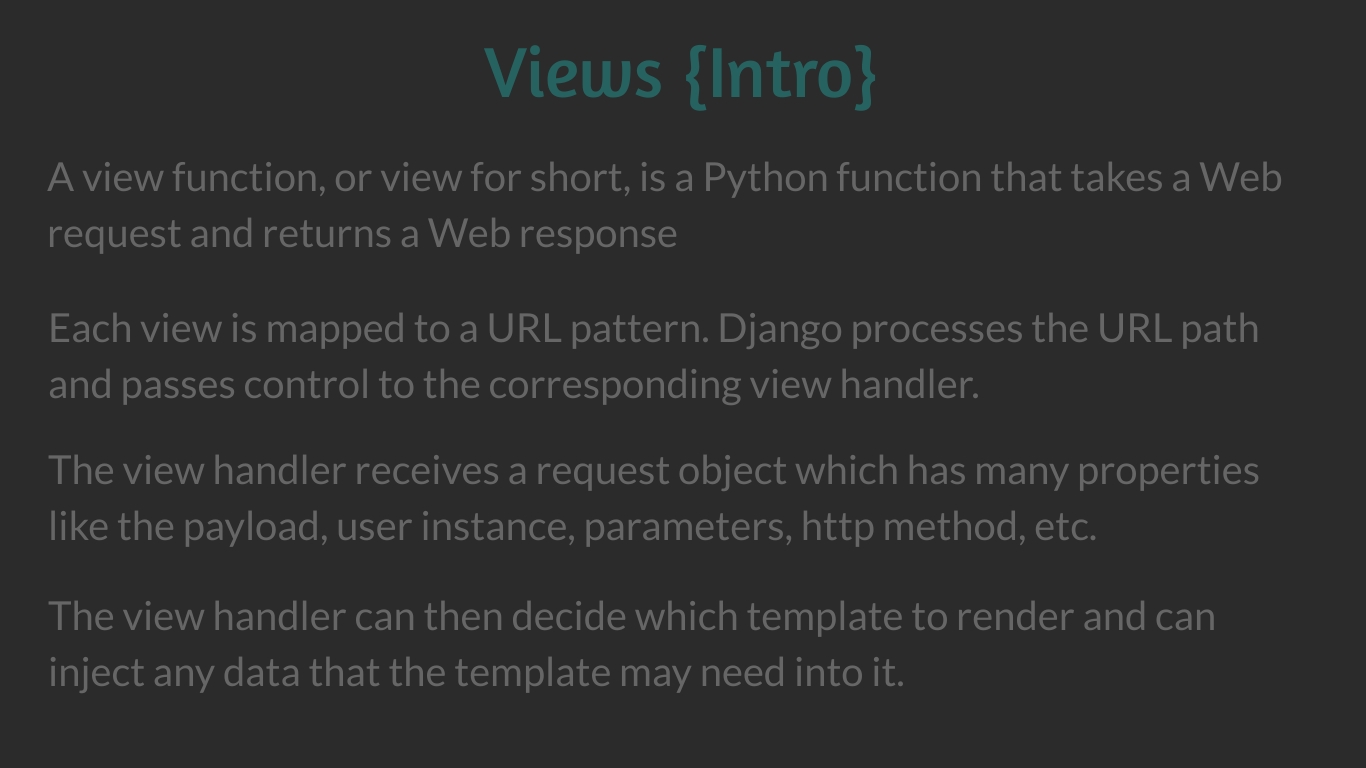 Views {Intro}
A view function, or view for short, is a Python function that takes a Web
request and returns a Web response
Each view is mapped to a URL pattern. Django processes the URL path
and passes control to the corresponding view handler.
The view handler receives a request object which has many properties
like the payload, user instance, parameters, http method, etc.
The view handler can then decide which template to render and can
inject any data that the template may need into it.